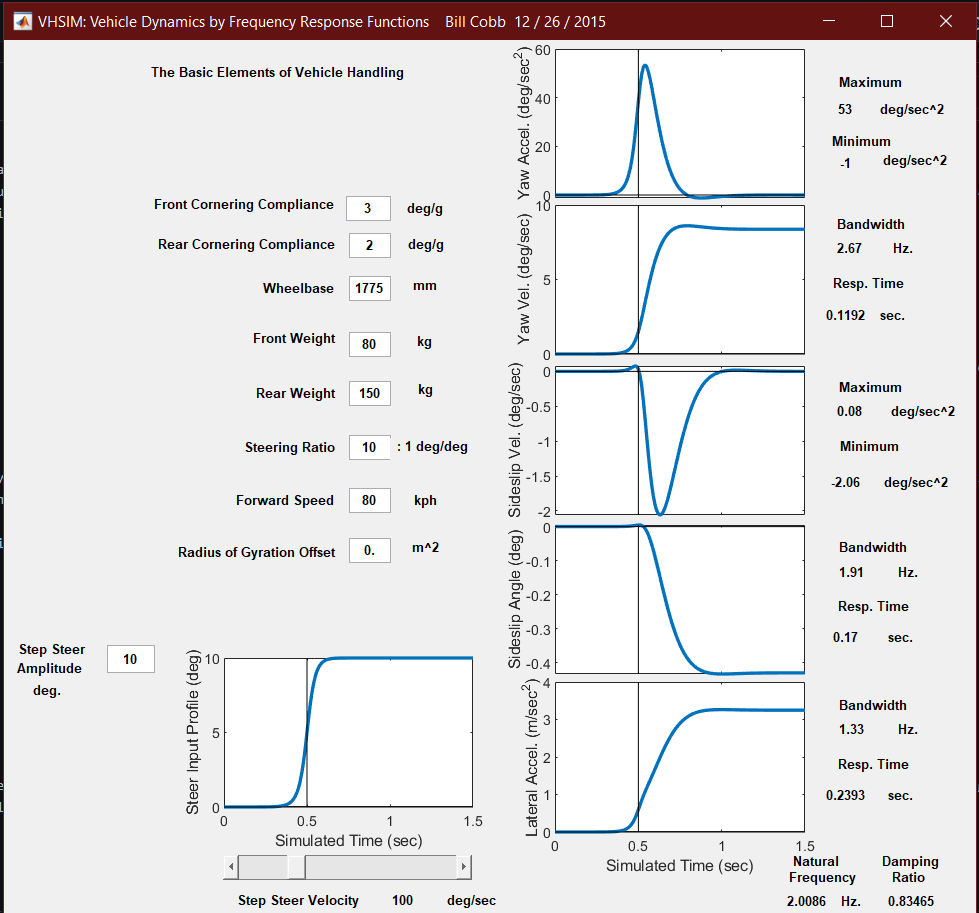 VHSIM: Vehicle Dynamics by Frequency Response Functions    Bill Cobb  12 / 26 / 2015
The Basic Elements of Vehicle Handling
Front Cornering Compliance 3 deg/g
Rear Cornering Compliance 2 deg/g
Wheelbase 1775 mm
Front Weight 80 kg
Rear Weight 150 kg
Steering Ratio 10 : 1 deg/deg
Forward Speed 80 kph
Radius of Gyration Offset 0. m^2
Step Steer
Amplitude
deg.
10
Steer Input Profile (deg)
10
5
0
0 0.5 1 1.5
Simulated Time (sec)
Step Steer Velocity 100 deg/sec
Yaw Accel. (deg/sec²)
60
40
20
0
Maximum
53 deg/sec^2
Minimum
-1 deg/sec^2
Yaw Vel. (deg/sec)
10
5
0
Bandwidth
2.67 Hz.
Resp. Time
0.1192 sec.
Sideslip Vel. (deg/sec)
0
-0.5
-1
-1.5
-2
Maximum
0.08 deg/sec^2
Minimum
-2.06 deg/sec^2
Sideslip Angle (deg)
0
-0.1
-0.2
-0.3
-0.4
Bandwidth
1.91 Hz.
Resp. Time
0.17 sec.
Lateral Accel. (m/sec²)
4
3
2
1
0
0 0.5 1 1.5
Simulated Time (sec)
Bandwidth
1.33 Hz.
Resp. Time
0.2393 sec.
Natural
Frequency
2.0086 Hz.
Damping
Ratio
0.83465